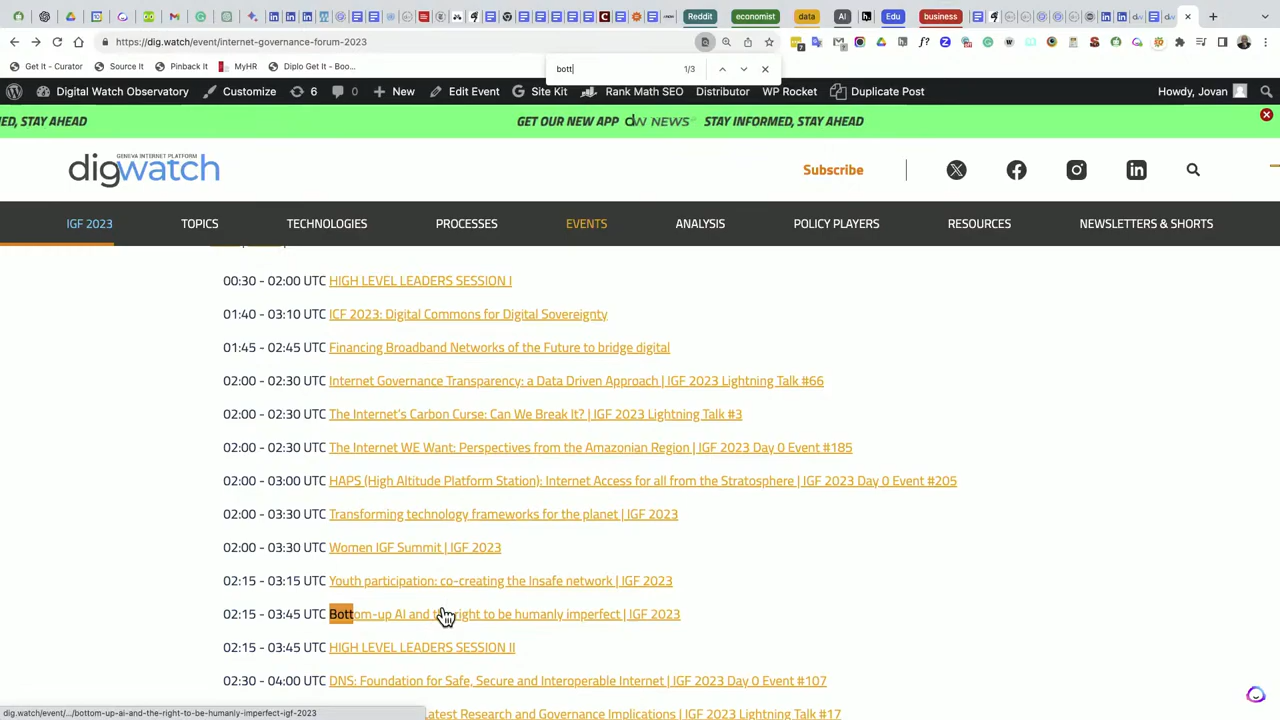 Reddit economist data AI Edu business
https://dig.watch/event/internet-governance-forum-2023
Get It - Curator Source It Pinback It MyHR Diplo Get It - Boo...
bott 1/3
Digital Watch Observatory Customize 6 0 New Edit Event Site Kit Rank Math SEO Distributor WP Rocket Duplicate Post Howdy, Jovan
ED, STAY AHEAD GET OUR NEW APP dw NEWS STAY INFORMED, STAY AHEAD
GENEVA INTERNET PLATFORM
digwatch
Subscribe
IGF 2023 TOPICS TECHNOLOGIES PROCESSES EVENTS ANALYSIS POLICY PLAYERS RESOURCES NEWSLETTERS & SHORTS
00:30 - 02:00 UTC HIGH LEVEL LEADERS SESSION I
01:40 - 03:10 UTC ICF 2023: Digital Commons for Digital Sovereignty
01:45 - 02:45 UTC Financing Broadband Networks of the Future to bridge digital
02:00 - 02:30 UTC Internet Governance Transparency: a Data Driven Approach | IGF 2023 Lightning Talk #66
02:00 - 02:30 UTC The Internet's Carbon Curse: Can We Break It? | IGF 2023 Lightning Talk #3
02:00 - 02:30 UTC The Internet WE Want: Perspectives from the Amazonian Region | IGF 2023 Day 0 Event #185
02:00 - 03:00 UTC HAPS (High Altitude Platform Station): Internet Access for all from the Stratosphere | IGF 2023 Day 0 Event #205
02:00 - 03:30 UTC Transforming technology frameworks for the planet | IGF 2023
02:00 - 03:30 UTC Women IGF Summit | IGF 2023
02:15 - 03:15 UTC Youth participation: co-creating the Insafe network | IGF 2023
02:15 - 03:45 UTC Bottom-up AI and the right to be humanly imperfect | IGF 2023
02:15 - 03:45 UTC HIGH LEVEL LEADERS SESSION II
02:30 - 04:00 UTC DNS: Foundation for Safe, Secure and Interoperable Internet | IGF 2023 Day 0 Event #107
Latest Research and Governance Implications | IGF 2023 Lightning Talk #17
dig.watch/event/.../bottom-up-ai-and-the-right-to-be-humanly-imperfect-igf-2023